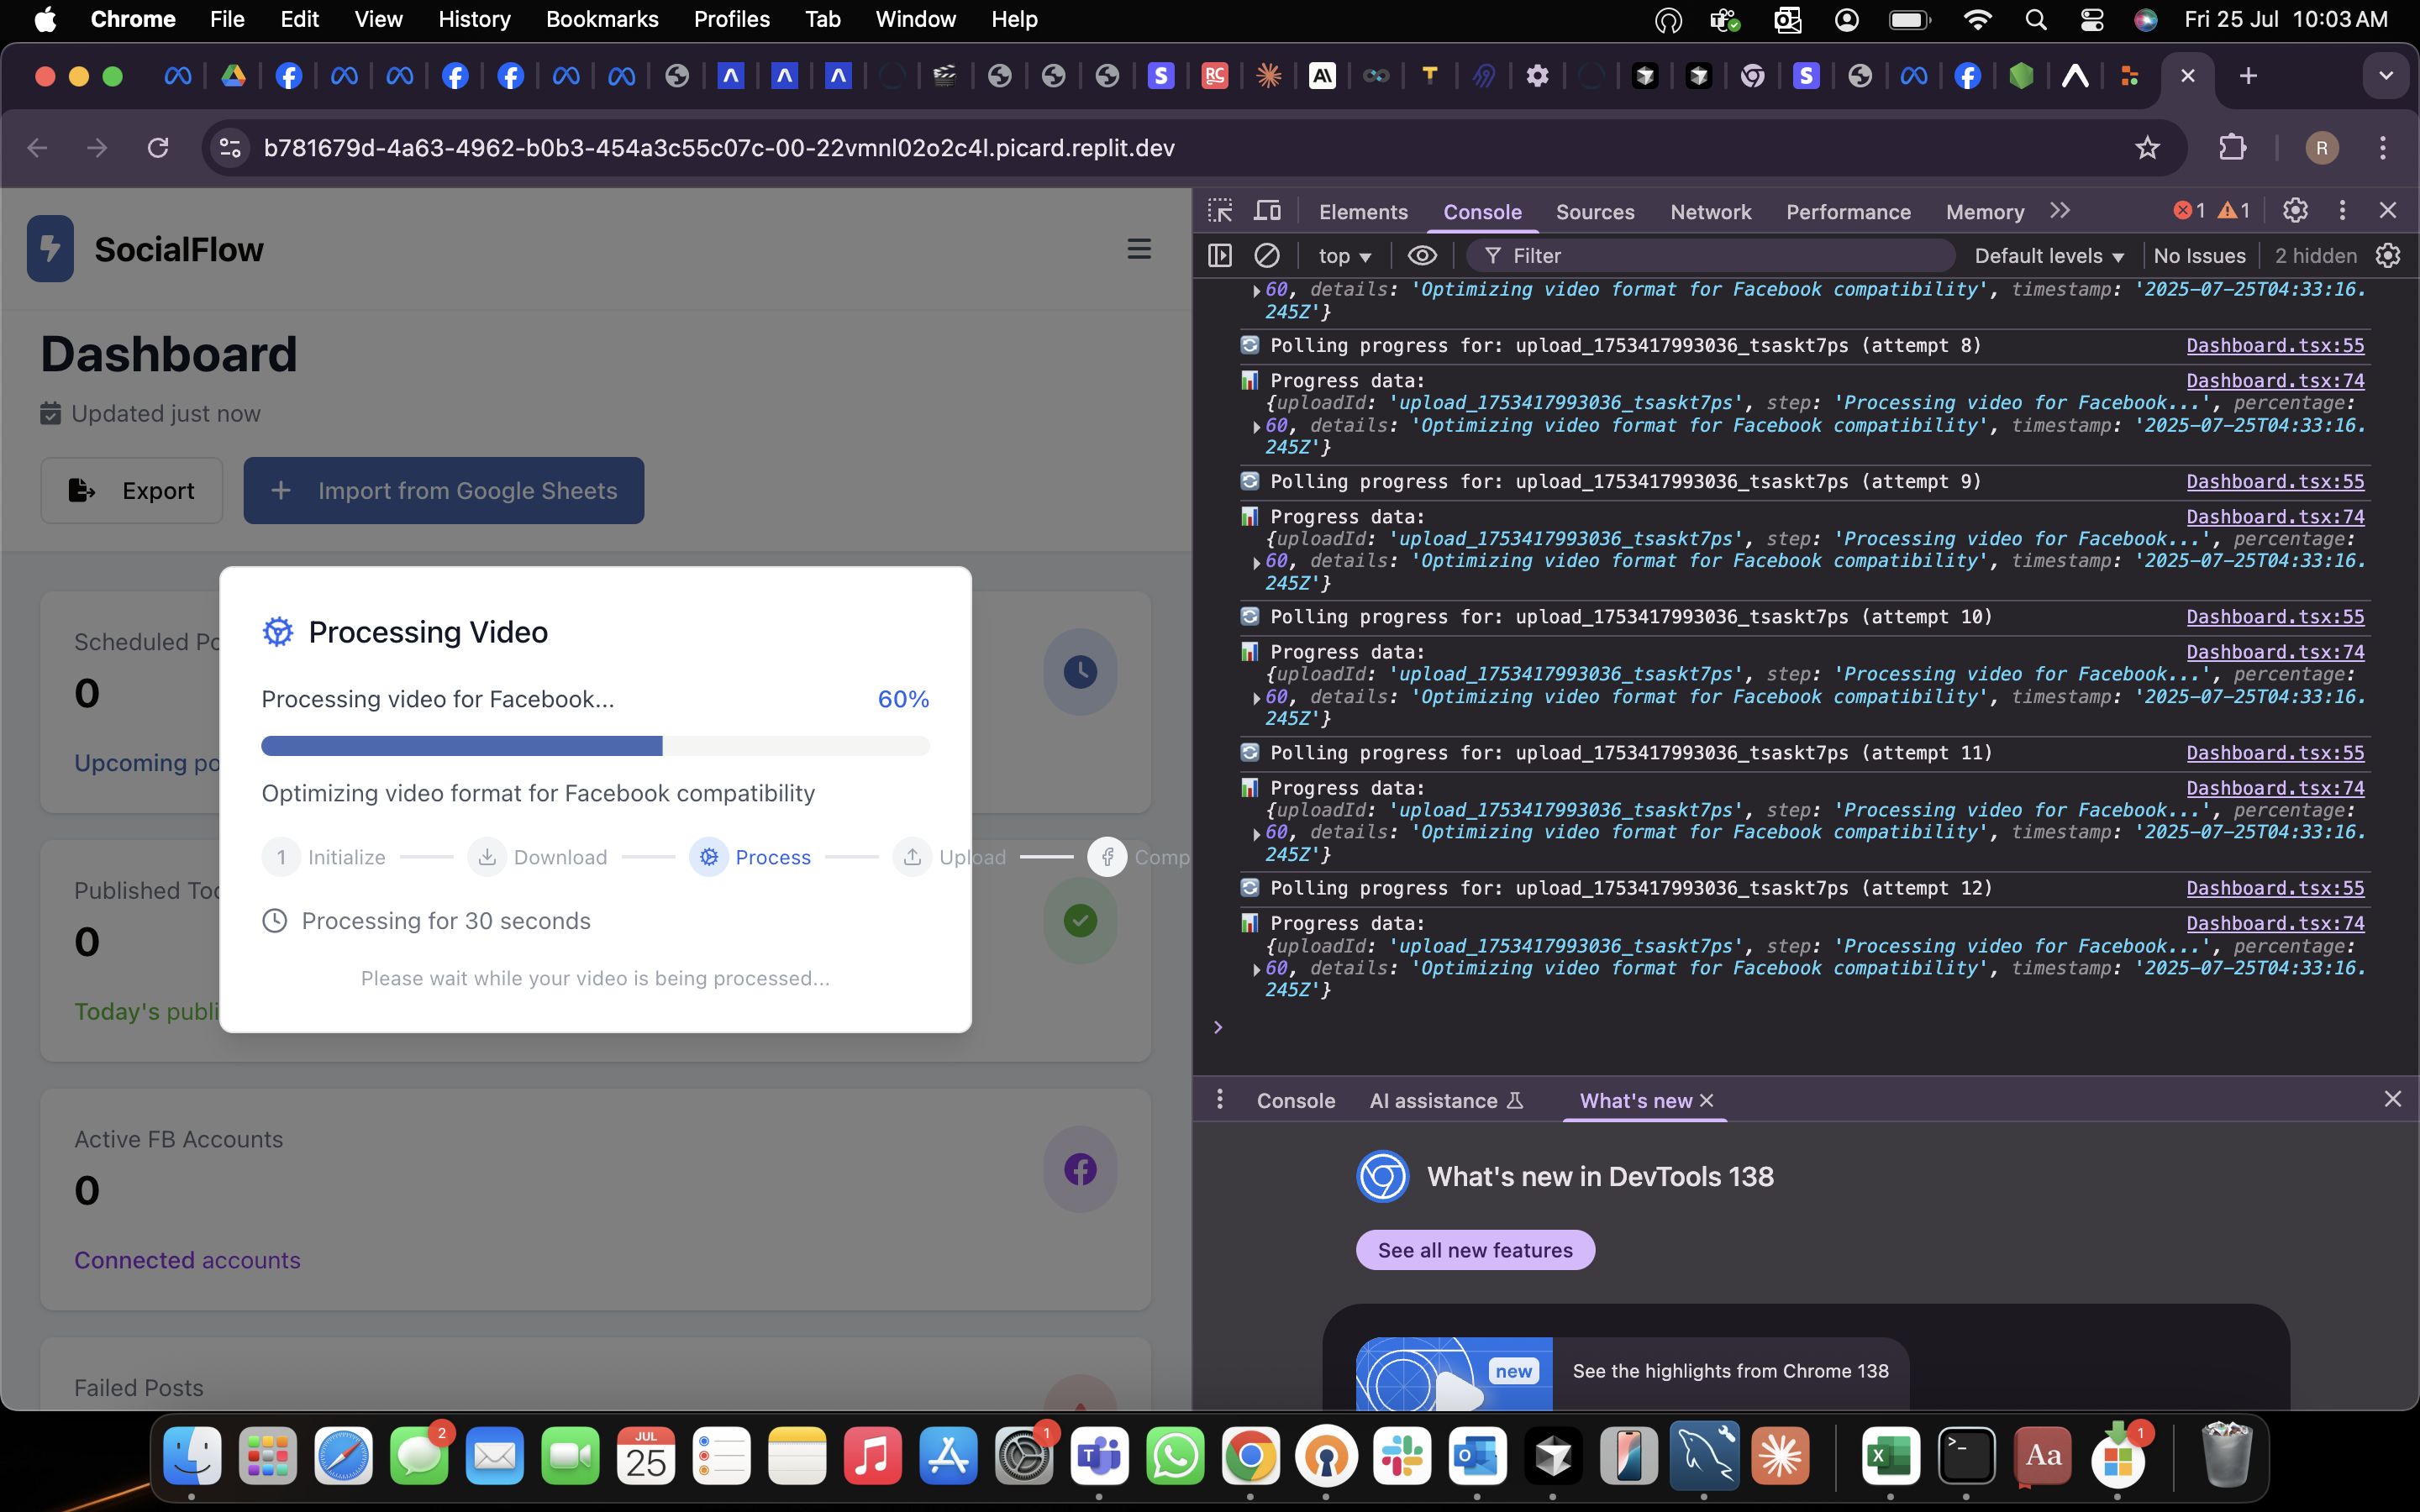 Chrome File Edit View History Bookmarks Profiles Tab Window Help Fri 25 Jul 10:03 AM
b781679d-4a63-4962-b0b3-454a3c55c07c-00-22vmnl02o2c4l.picard.replit.dev R
SocialFlow
Dashboard
Updated just now
Export
Import from Google Sheets
Scheduled Po
0
Upcoming po
Published Tod
0
Today's publi
Active FB Accounts
0
Connected accounts
Failed Posts
Processing Video
Processing video for Facebook... 60%
Optimizing video format for Facebook compatibility
1 Initialize Download Process Upload Comp
Processing for 30 seconds
Please wait while your video is being processed...
Elements Console Sources Network Performance Memory 1 1
top Filter Default levels No Issues 2 hidden
60, details: 'Optimizing video format for Facebook compatibility', timestamp: '2025-07-25T04:33:16.
245Z'}
Polling progress for: upload_1753417993036_tsaskt7ps (attempt 8) Dashboard.tsx:55
Progress data: Dashboard.tsx:74
{uploadId: 'upload_1753417993036_tsaskt7ps', step: 'Processing video for Facebook...', percentage:
60, details: 'Optimizing video format for Facebook compatibility', timestamp: '2025-07-25T04:33:16.
245Z'}
Polling progress for: upload_1753417993036_tsaskt7ps (attempt 9) Dashboard.tsx:55
Progress data: Dashboard.tsx:74
{uploadId: 'upload_1753417993036_tsaskt7ps', step: 'Processing video for Facebook...', percentage:
60, details: 'Optimizing video format for Facebook compatibility', timestamp: '2025-07-25T04:33:16.
245Z'}
Polling progress for: upload_1753417993036_tsaskt7ps (attempt 10) Dashboard.tsx:55
Progress data: Dashboard.tsx:74
{uploadId: 'upload_1753417993036_tsaskt7ps', step: 'Processing video for Facebook...', percentage:
60, details: 'Optimizing video format for Facebook compatibility', timestamp: '2025-07-25T04:33:16.
245Z'}
Polling progress for: upload_1753417993036_tsaskt7ps (attempt 11) Dashboard.tsx:55
Progress data: Dashboard.tsx:74
{uploadId: 'upload_1753417993036_tsaskt7ps', step: 'Processing video for Facebook...', percentage:
60, details: 'Optimizing video format for Facebook compatibility', timestamp: '2025-07-25T04:33:16.
245Z'}
Polling progress for: upload_1753417993036_tsaskt7ps (attempt 12) Dashboard.tsx:55
Progress data: Dashboard.tsx:74
{uploadId: 'upload_1753417993036_tsaskt7ps', step: 'Processing video for Facebook...', percentage:
60, details: 'Optimizing video format for Facebook compatibility', timestamp: '2025-07-25T04:33:16.
245Z'}
Console AI assistance What's new
What's new in DevTools 138
See all new features
new See the highlights from Chrome 138
2 JUL 25 1 Aa 1